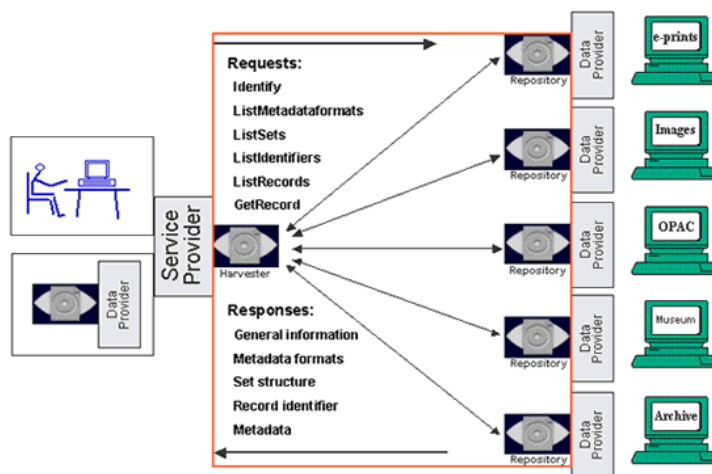 Requests:
Identify
ListMetadataformats
ListSets
ListIdentifiers
ListRecords
GetRecord
Service
Provider
Harvester
Data
Provider
Responses:
General information
Metadata formats
Set structure
Record identifier
Metadata
Repository
Data
Provider
e-prints
Repository
Data
Provider
Images
Repository
Data
Provider
OPAC
Repository
Data
Provider
Museum
Repository
Data
Provider
Archive